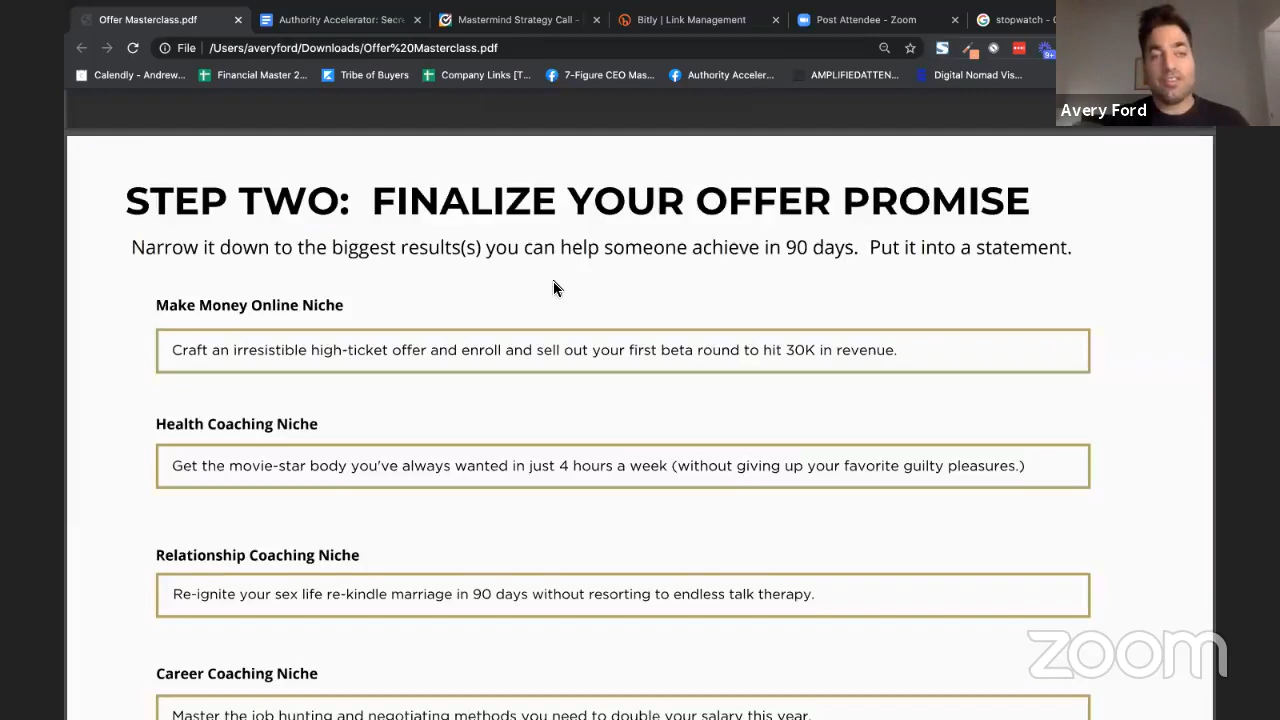 Offer Masterclass.pdf
Authority Accelerator: Secre
Mastermind Strategy Call -
Bitly | Link Management
Post Attendee - Zoom
stopwatch - G
File
/Users/averyford/Downloads/Offer%20Masterclass.pdf
9+
Calendly - Andrew...
Financial Master 2...
Tribe of Buyers
Company Links [T...
7-Figure CEO Mas...
Authority Acceler...
AMPLIFIEDATTEN...
Digital Nomad Vis...
Avery Ford
STEP TWO: FINALIZE YOUR OFFER PROMISE
Narrow it down to the biggest results(s) you can help someone achieve in 90 days. Put it into a statement.
Make Money Online Niche
Craft an irresistible high-ticket offer and enroll and sell out your first beta round to hit 30K in revenue.
Health Coaching Niche
Get the movie-star body you've always wanted in just 4 hours a week (without giving up your favorite guilty pleasures.)
Relationship Coaching Niche
Re-ignite your sex life re-kindle marriage in 90 days without resorting to endless talk therapy.
zoom
Career Coaching Niche
Master the job hunting and negotiating methods you need to double your salary this year.